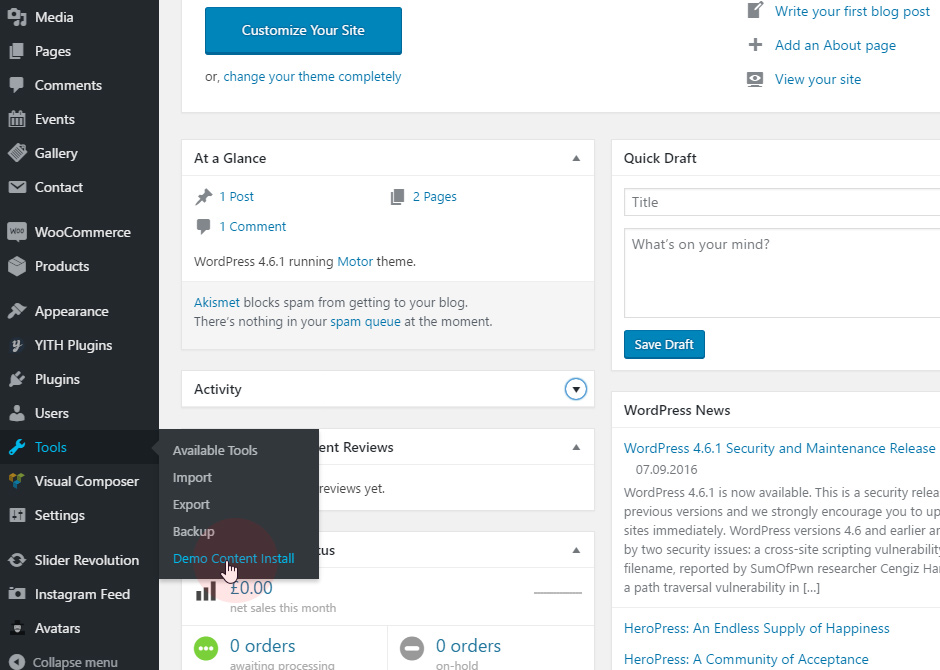 Media
Pages
Comments
Events
Gallery
Contact
WOO
WooCommerce
Products
Appearance
YITH Plugins
Plugins
Users
Tools
Visual Composer
Settings
Slider Revolution
Instagram Feed
Avatars
Collapse menu
Available Tools
Import
Export
Backup
Demo Content Install
Customize Your Site
or, change your theme completely
Write your first blog post
Add an About page
View your site
At a Glance
1 Post
2 Pages
1 Comment
WordPress 4.6.1 running Motor theme.
Akismet blocks spam from getting to your blog.
There's nothing in your spam queue at the moment.
Activity
ent Reviews
reviews yet.
tus
£0.00
net sales this month
0 orders
awaiting processing
0 orders
on-hold
Quick Draft
Title
What's on your mind?
Save Draft
WordPress News
WordPress 4.6.1 Security and Maintenance Release
07.09.2016
WordPress 4.6.1 is now available. This is a security relea
previous versions and we strongly encourage you to up
sites immediately. WordPress versions 4.6 and earlier ar
by two security issues: a cross-site scripting vulnerability
filename, reported by SumOfPwn researcher Cengiz Han
a path traversal vulnerability in [...]
HeroPress: An Endless Supply of Happiness
HeroPress: A Community of Acceptance